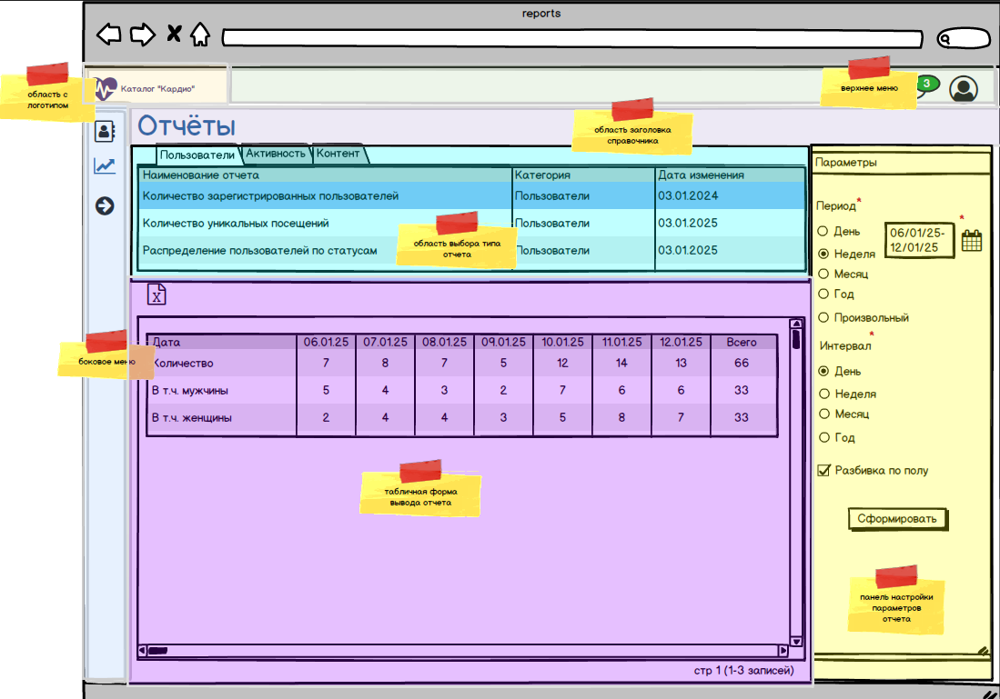 reports
область с
логотипом
Каталог "Кардио"
верхнее меню
3
Отчёты
область заголовка
справочника
Пользователи Активность Контент
Наименование отчета Категория Дата изменения
Количество зарегистрированных пользователей Пользователи 03.01.2024
Количество уникальных посещений Пользователи 03.01.2025
Распределение пользователей по статусам Пользователи 03.01.2025
область выбора типа
отчета
Параметры
Период*
День
Неделя
Месяц
Год
Произвольный
*
06/01/25-
12/01/25
Интервал*
День
Неделя
Месяц
Год
Разбивка по полу
Сформировать
панель настройки
параметров
отчета
X
боковое меню
Дата 06.01.25 07.01.25 08.01.25 09.01.25 10.01.25 11.01.25 12.01.25 Всего
Количество 7 8 7 5 12 14 13 66
В т.ч. мужчины 5 4 3 2 7 6 6 33
В т.ч. женщины 2 4 4 3 5 8 7 33
табличная форма
вывода отчета
стр 1 (1-3 записей)